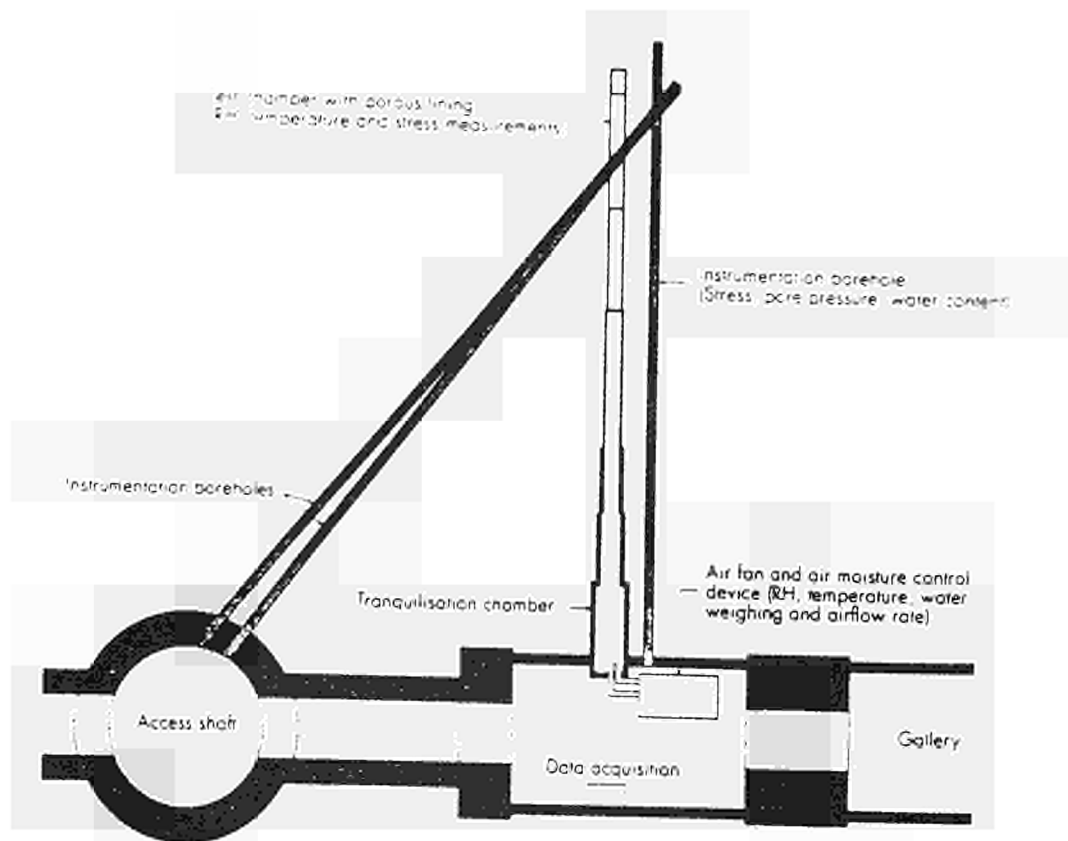 chamber with porous lining
temperature and stress measurements
Instrumentation borehole
(Stress, pore pressure, water content)
Instrumentation boreholes
Air fan and air moisture control
device (RH, temperature, water
weighing and airflow rate)
Tranquilisation chamber
Access shaft
Gallery
Data acquisition